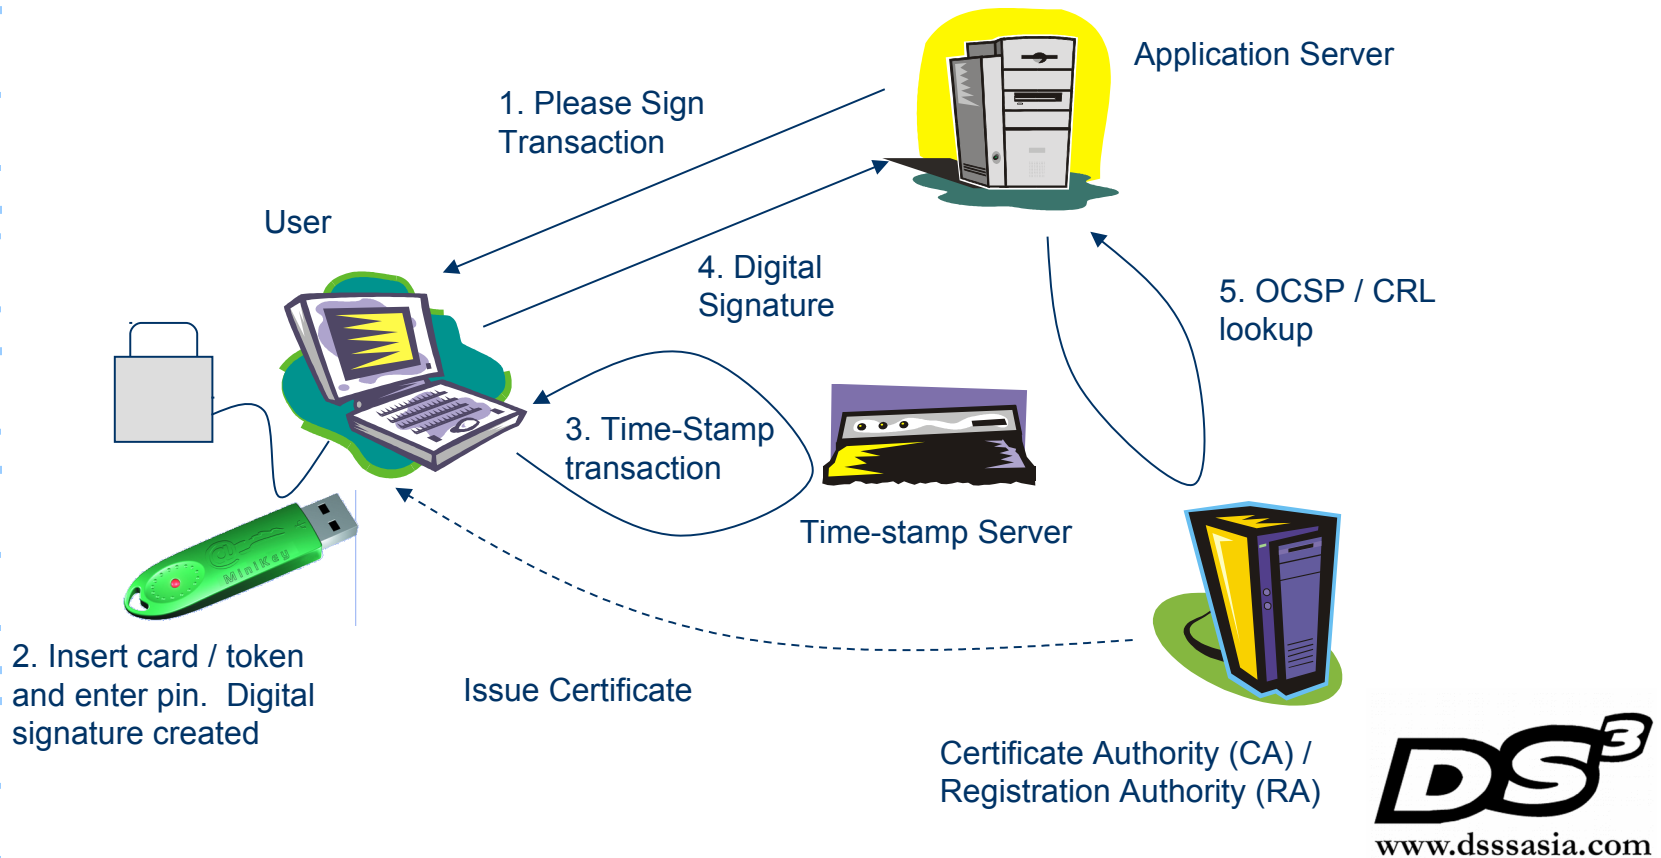 Application Server
1. Please Sign
Transaction
User
4. Digital
Signature
5. OCSP / CRL
lookup
3. Time-Stamp
transaction
Time-stamp Server
MiniKey
2. Insert card / token
and enter pin.  Digital
signature created
Issue Certificate
Certificate Authority (CA) /
Registration Authority (RA)
DS3
www.dsssasia.com